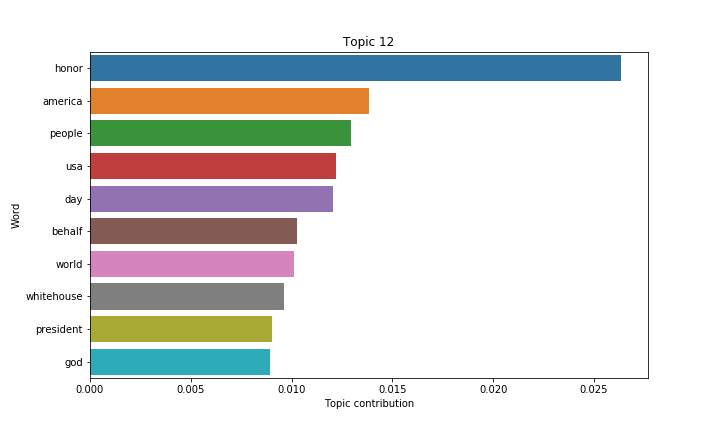 Topic 12
honor
america
people
usa
day
behalf
world
whitehouse
president
god
Word
0.000 0.005 0.010 0.015 0.020 0.025
Topic contribution